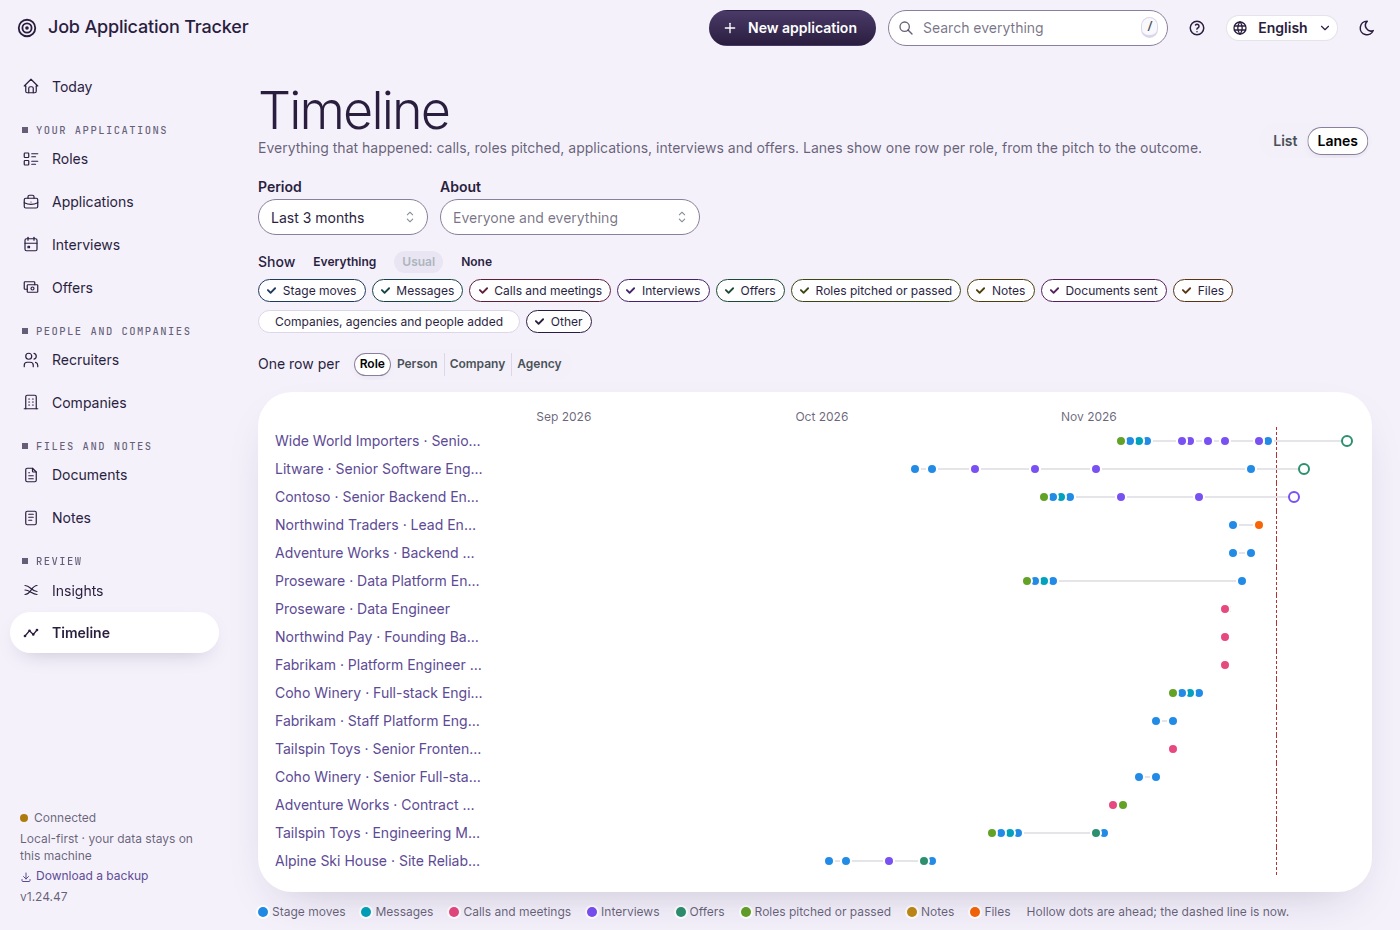 Job Application Tracker
New application
Search everything
/
English
Today
YOUR APPLICATIONS
Roles
Applications
Interviews
Offers
PEOPLE AND COMPANIES
Recruiters
Companies
FILES AND NOTES
Documents
Notes
REVIEW
Insights
Timeline
Connected
Local-first · your data stays on
this machine
Download a backup
v1.24.47
Timeline
Everything that happened: calls, roles pitched, applications, interviews and offers. Lanes show one row per role, from the pitch to the outcome.
List Lanes
Period About
Last 3 months Everyone and everything
Show Everything Usual None
Stage moves Messages Calls and meetings Interviews Offers Roles pitched or passed Notes Documents sent Files
Companies, agencies and people added Other
One row per Role Person Company Agency
Sep 2026 Oct 2026 Nov 2026
Wide World Importers · Senio...
Litware · Senior Software Eng...
Contoso · Senior Backend En...
Northwind Traders · Lead En...
Adventure Works · Backend ...
Proseware · Data Platform En...
Proseware · Data Engineer
Northwind Pay · Founding Ba...
Fabrikam · Platform Engineer ...
Coho Winery · Full-stack Engi...
Fabrikam · Staff Platform Eng...
Tailspin Toys · Senior Fronten...
Coho Winery · Senior Full-sta...
Adventure Works · Contract ...
Tailspin Toys · Engineering M...
Alpine Ski House · Site Reliab...
Stage moves Messages Calls and meetings Interviews Offers Roles pitched or passed Notes Files Hollow dots are ahead; the dashed line is now.